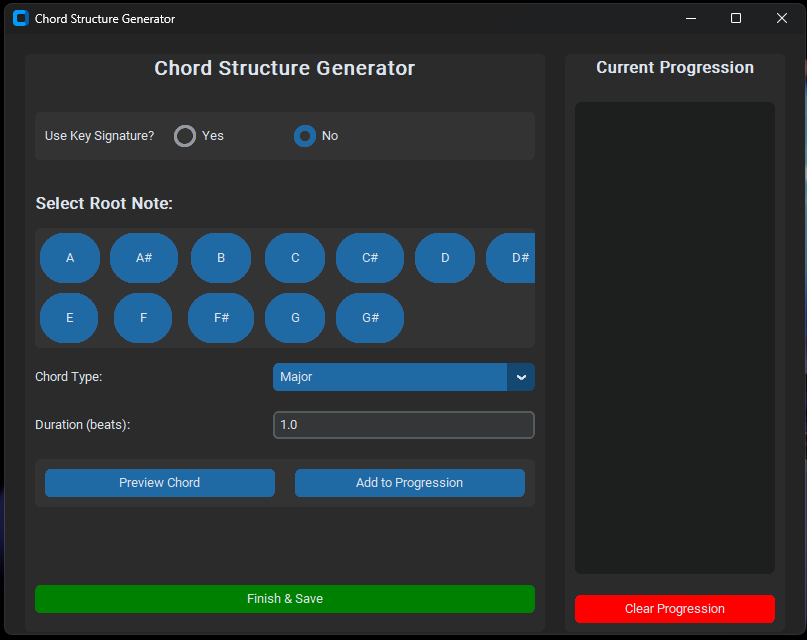 Chord Structure Generator
Chord Structure Generator
Use Key Signature? Yes No
Select Root Note:
A A# B C C# D D#
E F F# G G#
Chord Type: Major
Duration (beats): 1.0
Preview Chord Add to Progression
Finish & Save
Current Progression
Clear Progression